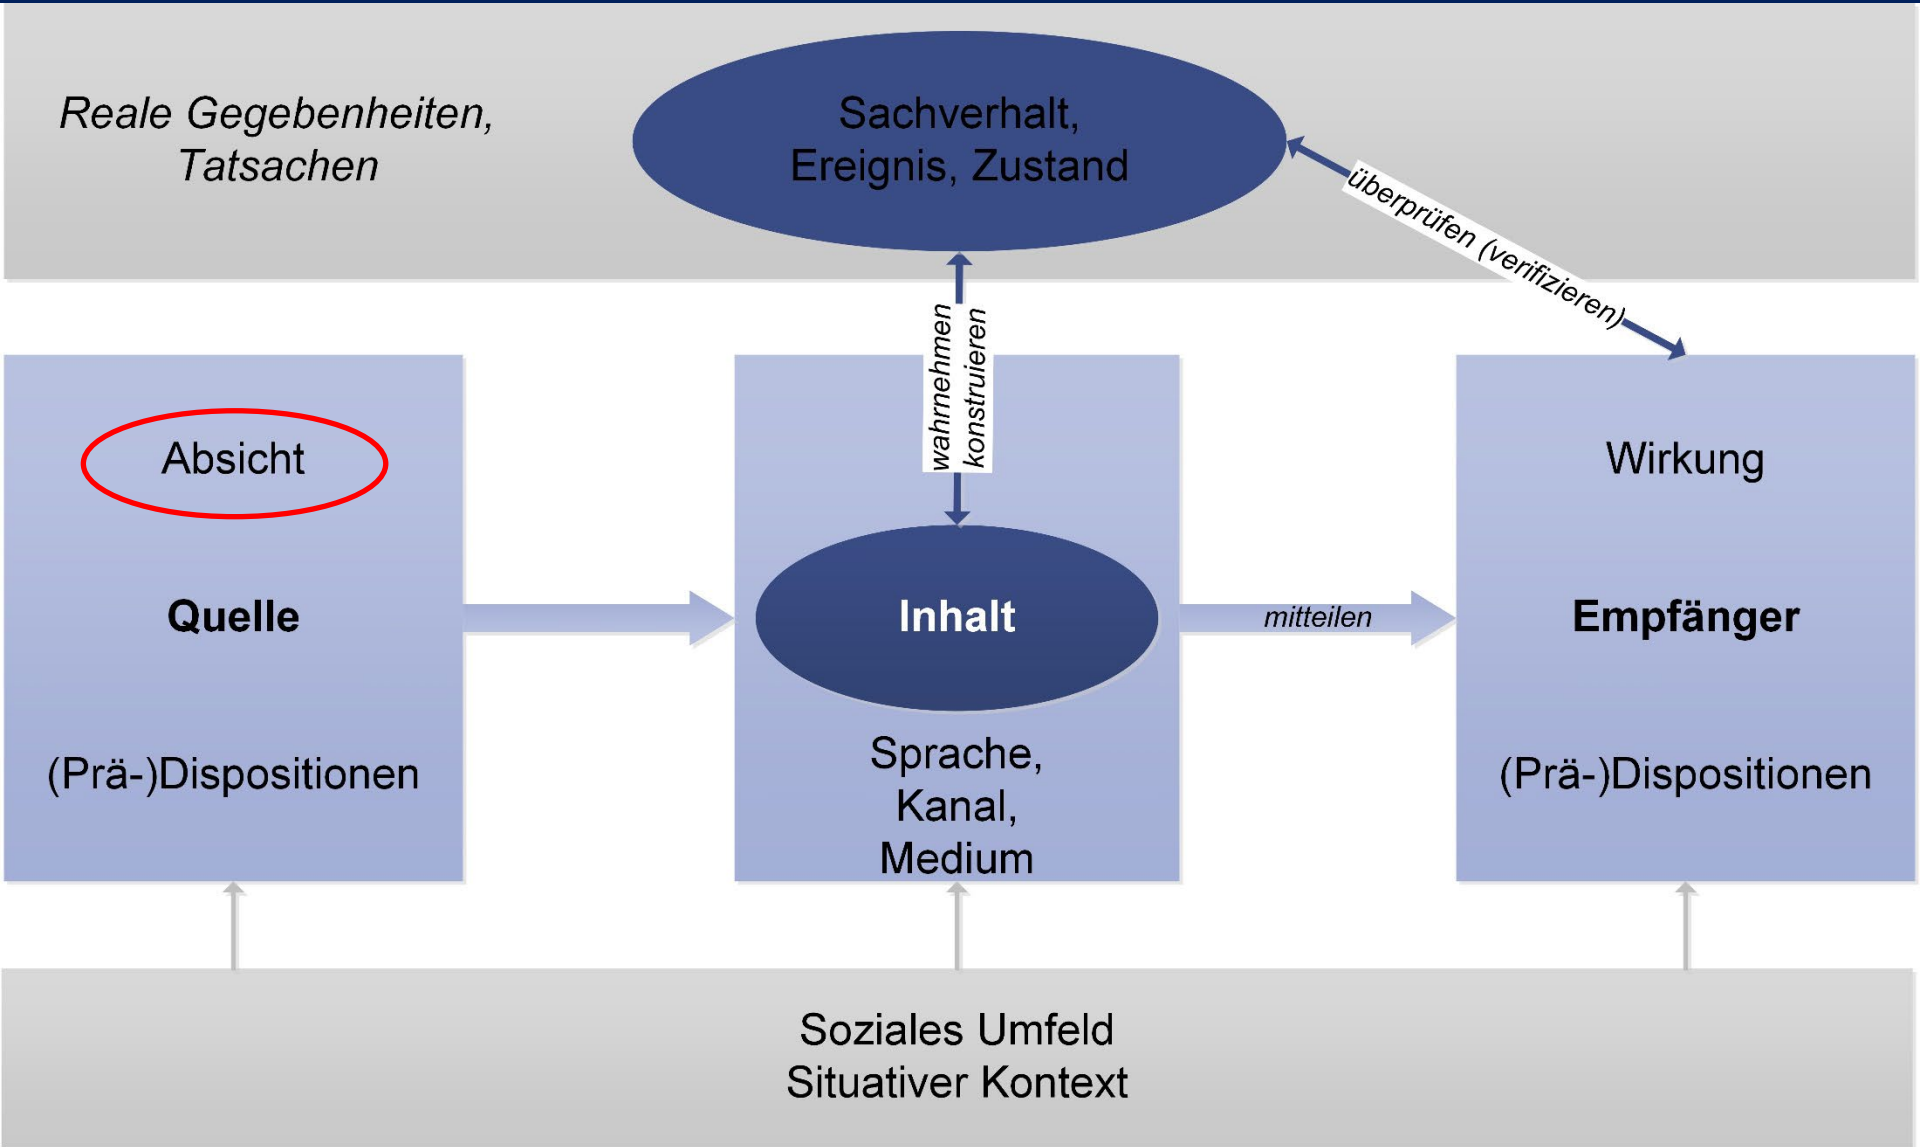 Reale Gegebenheiten,
Tatsachen
Sachverhalt,
Ereignis, Zustand
überprüfen (verifizieren)
wahrnehmen
konstruieren
Absicht
Quelle
(Prä-)Dispositionen
Inhalt
Sprache,
Kanal,
Medium
mitteilen
Wirkung
Empfänger
(Prä-)Dispositionen
Soziales Umfeld
Situativer Kontext